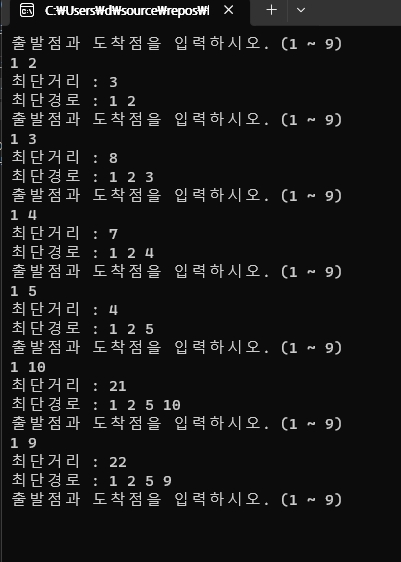 C:₩Users₩d₩source₩repos₩
출발점과 도착점을 입력하시오. (1 ~ 9)
1 2
최단거리 : 3
최단경로 : 1 2
출발점과 도착점을 입력하시오. (1 ~ 9)
1 3
최단거리 : 8
최단경로 : 1 2 3
출발점과 도착점을 입력하시오. (1 ~ 9)
1 4
최단거리 : 7
최단경로 : 1 2 4
출발점과 도착점을 입력하시오. (1 ~ 9)
1 5
최단거리 : 4
최단경로 : 1 2 5
출발점과 도착점을 입력하시오. (1 ~ 9)
1 10
최단거리 : 21
최단경로 : 1 2 5 10
출발점과 도착점을 입력하시오. (1 ~ 9)
1 9
최단거리 : 22
최단경로 : 1 2 5 9
출발점과 도착점을 입력하시오. (1 ~ 9)